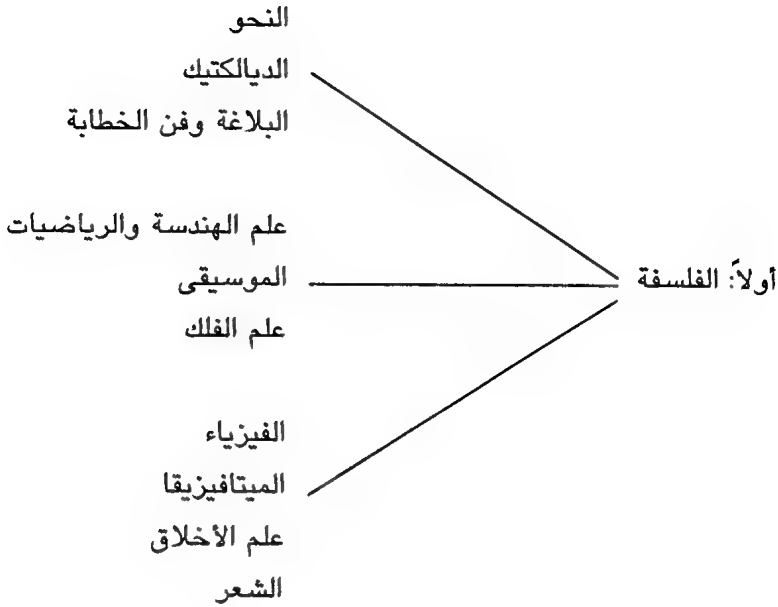 أولاً: الفلسفة
النحو
الديالكتيك
البلاغة وفن الخطابة
علم الهندسة والرياضيات
الموسيقى
علم الفلك
الفيزياء
الميتافيزيقا
علم الأخلاق
الشعر